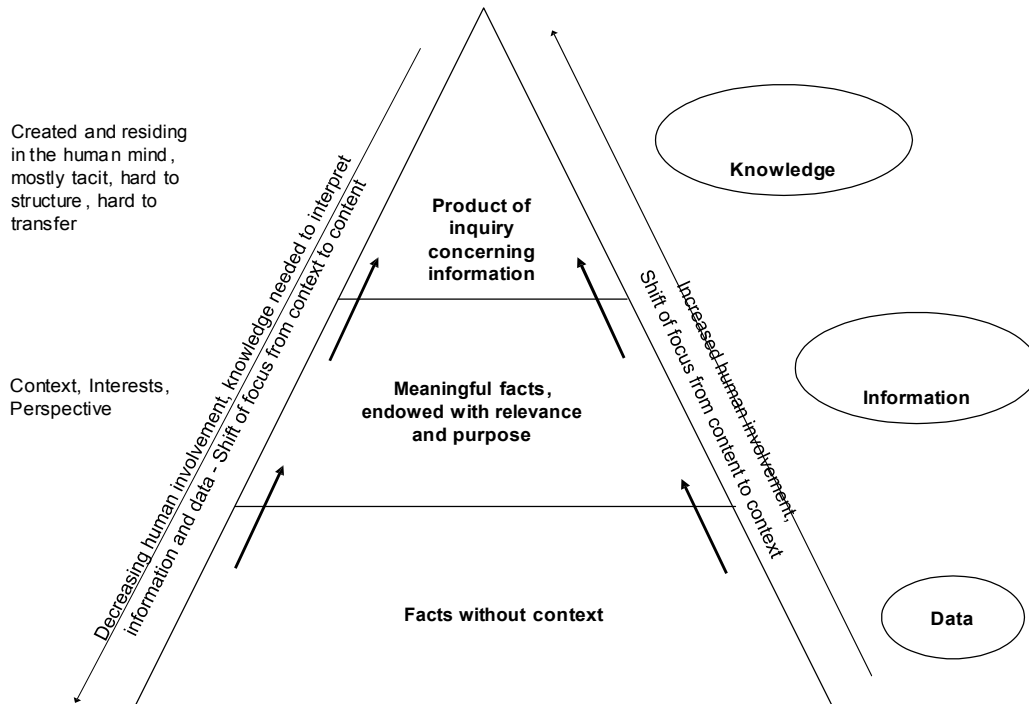 Created and residing
in the human mind,
mostly tacit, hard to
structure, hard to
transfer
Context, Interests,
Perspective
Decreasing human involvement, knowledge needed to interpret
information and data - Shift of focus from context to content
Product of
inquiry
concerning
information
Meaningful facts,
endowed with relevance
and purpose
Facts without context
Increased human involvement,
Shift of focus from content to context
Knowledge
Information
Data